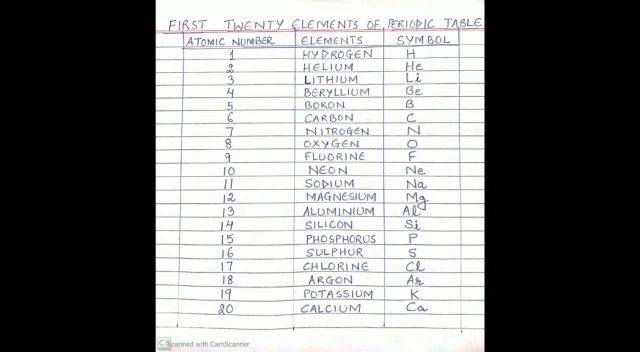 FIRST TWENTY ELEMENTS OF PERIODIC TABLE
ATOMIC NUMBER ELEMENTS SYMBOL
1 HYDROGEN H
2 HELIUM He
3 LITHIUM Li
4 BERYLLIUM Be
5 BORON B
6 CARBON C
7 NITROGEN N
8 OXYGEN O
9 FLUORINE F
10 NEON Ne
11 SODIUM Na
12 MAGNESIUM Mg
13 ALUMINIUM Al
14 SILICON Si
15 PHOSPHORUS P
16 SULPHUR S
17 CHLORINE Cl
18 ARGON Ar
19 POTASSIUM K
20 CALCIUM Ca
CS Scanned with CamScanner